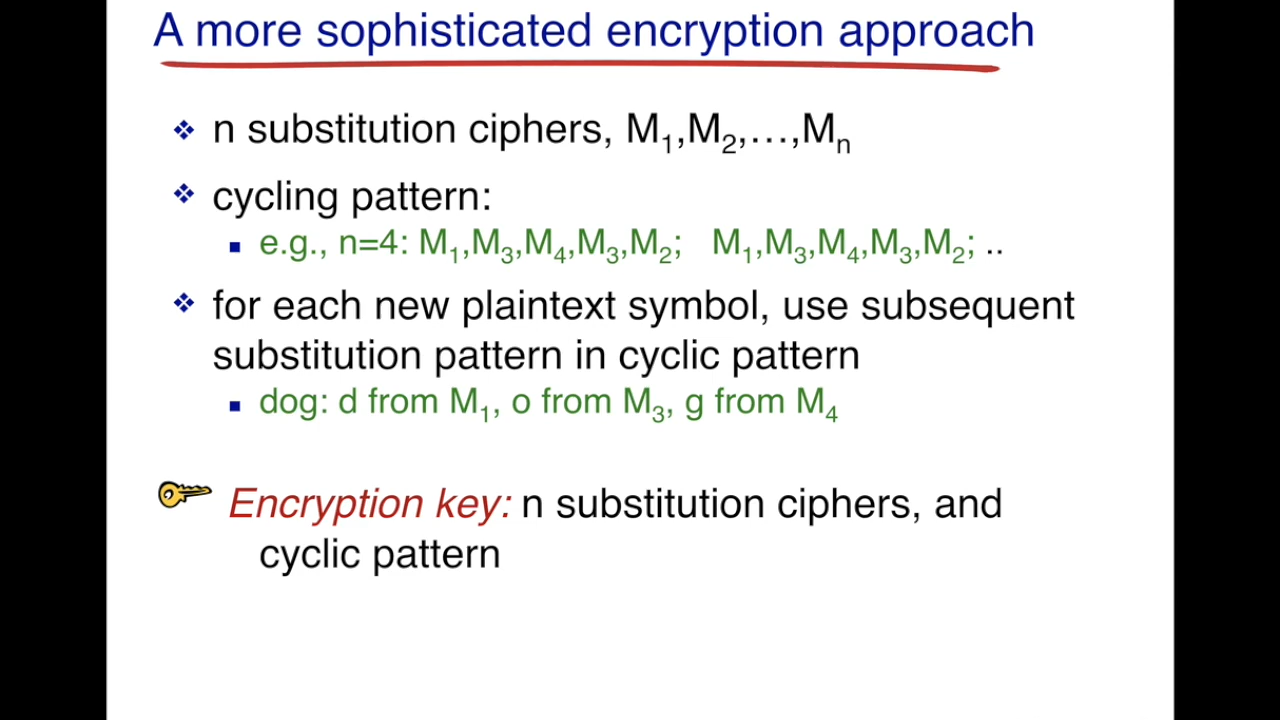 A more sophisticated encryption approach
n substitution ciphers, M₁,M₂,…,Mₙ
cycling pattern:
e.g., n=4: M₁,M₃,M₄,M₃,M₂; M₁,M₃,M₄,M₃,M₂; ..
for each new plaintext symbol, use subsequent
substitution pattern in cyclic pattern
dog: d from M₁, o from M₃, g from M₄
Encryption key: n substitution ciphers, and
cyclic pattern